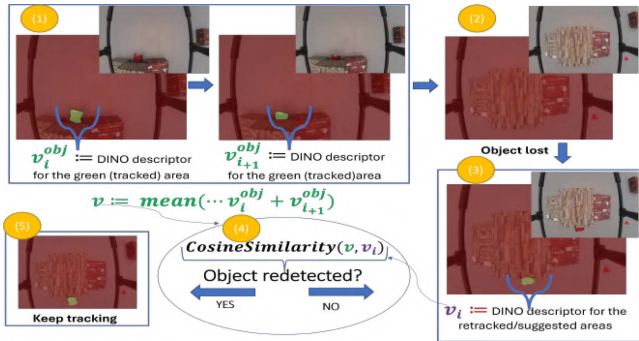 (1)
(2)
v_i^obj := DINO descriptor
for the green (tracked) area
v_{i+1}^obj := DINO descriptor
for the green (tracked)area
Object lost
(3)
v := mean(⋯ v_i^obj + v_{i+1}^obj)
(5)
(4)
CosineSimilarity(v, v_i)
Object redetected?
YES
NO
Keep tracking
v_i := DINO descriptor for the
retracked/suggested areas